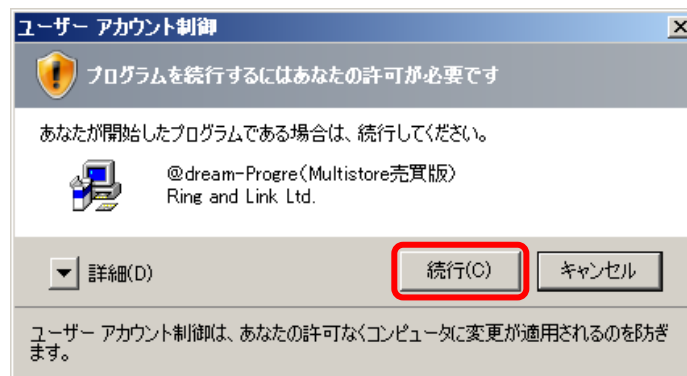 ユーザー アカウント制御
プログラムを続行するにはあなたの許可が必要です
あなたが開始したプログラムである場合は、続行してください。
@dream-Progre(Multistore売買版)
Ring and Link Ltd.
詳細(D)
続行(C)
キャンセル
ユーザー アカウント制御は、あなたの許可なくコンピュータに変更が適用されるのを防ぎ
ます。